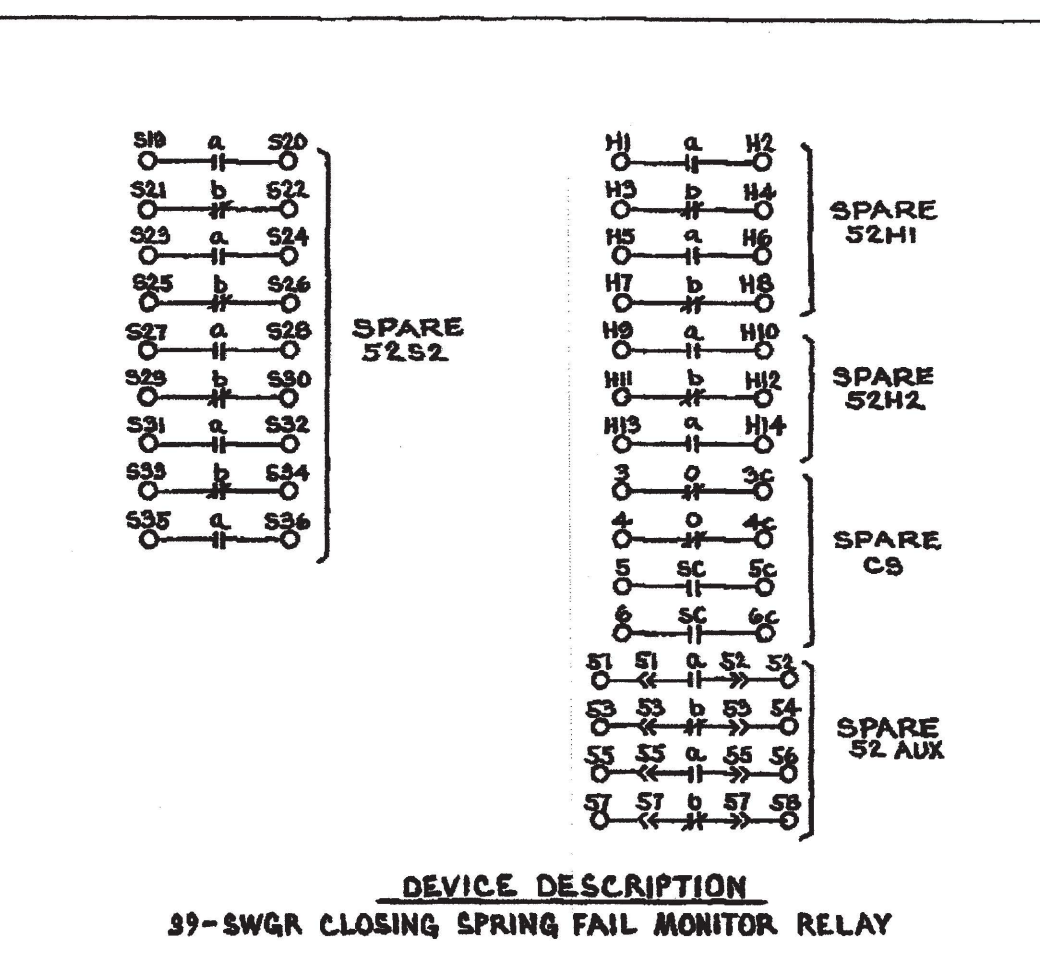 S19 a S20
S21 b S22
S23 a S24
S25 b S26
S27 a S28
S29 b S30
S31 a S32
S33 b S34
S35 a S36
SPARE
52S2
H1 a H2
H3 b H4
H5 a H6
H7 b H8
SPARE
52H1
H9 a H10
H11 b H12
H13 a H14
SPARE
52H2
3 O 3C
4 O 4C
5 SC 5C
6 SC 6C
SPARE
CS
51 51 a 52 52
53 53 b 53 54
55 55 a 55 56
57 57 b 57 58
SPARE
52 AUX
DEVICE DESCRIPTION
99-SWGR CLOSING SPRING FAIL MONITOR RELAY